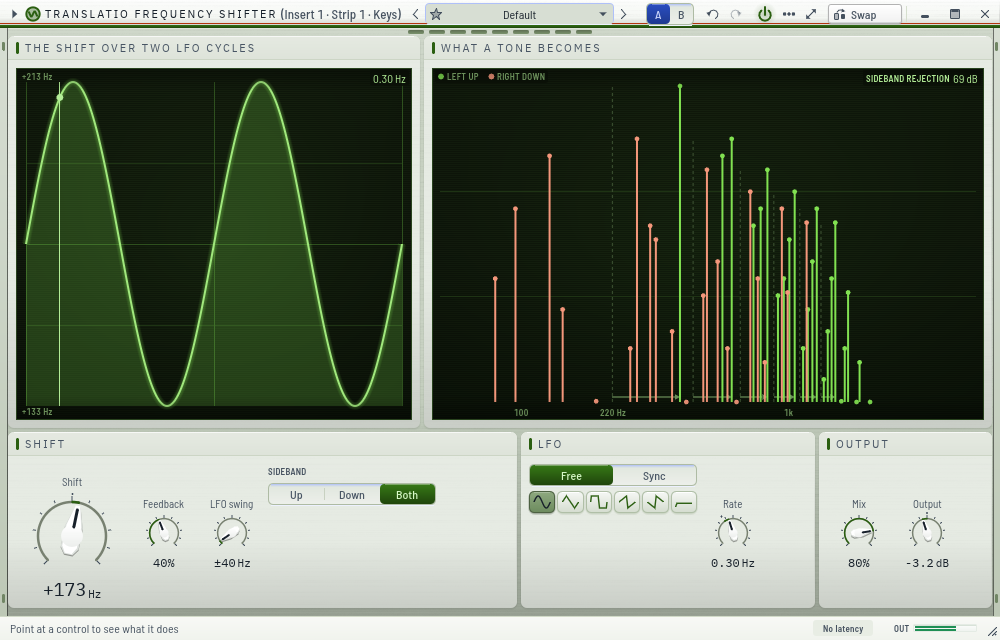 TRANSLATIO FREQUENCY SHIFTER (Insert 1 · Strip 1 · Keys)
Default
A B
Swap
THE SHIFT OVER TWO LFO CYCLES
+213 Hz
0.30 Hz
+133 Hz
WHAT A TONE BECOMES
LEFT UP RIGHT DOWN
SIDEBAND REJECTION 69 dB
100 220 Hz 1k
SHIFT
Shift
+173 Hz
Feedback
40%
LFO swing
±40 Hz
SIDEBAND
Up Down Both
LFO
Free Sync
Rate
0.30 Hz
OUTPUT
Mix
80%
Output
-3.2 dB
Point at a control to see what it does
No latency
OUT